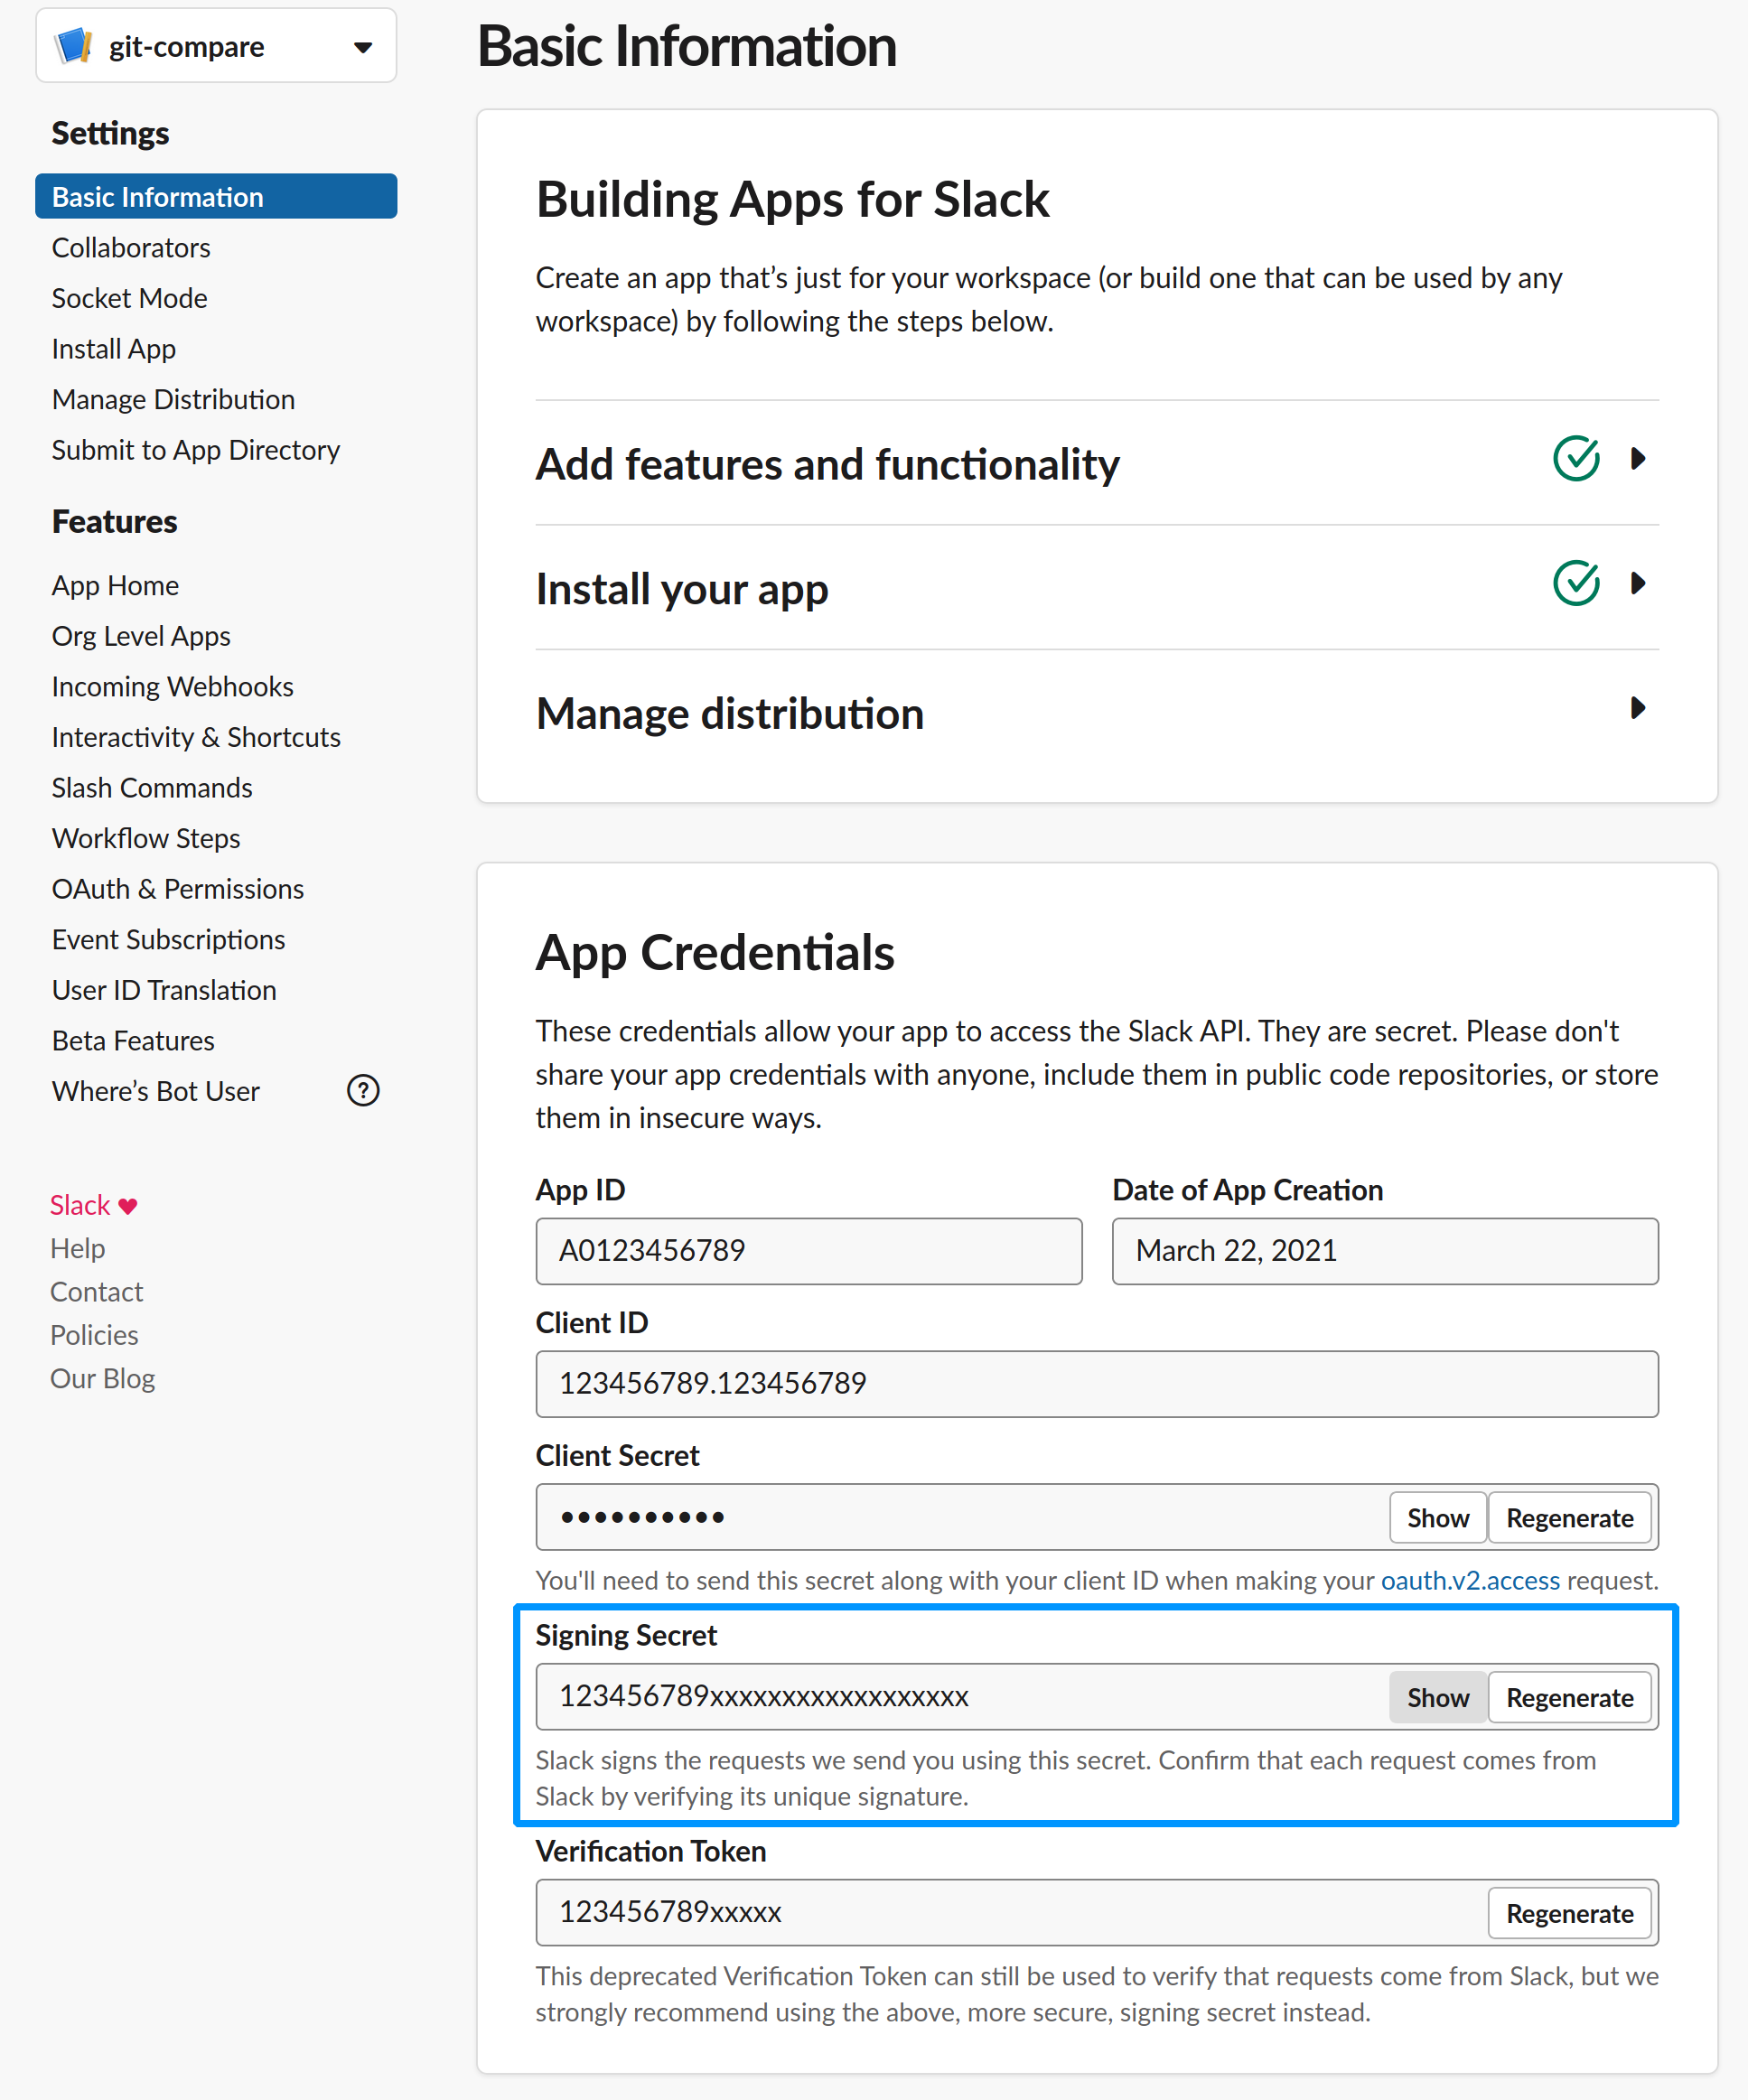 git-compare
Settings
Basic Information
Collaborators
Socket Mode
Install App
Manage Distribution
Submit to App Directory
Features
App Home
Org Level Apps
Incoming Webhooks
Interactivity & Shortcuts
Slash Commands
Workflow Steps
OAuth & Permissions
Event Subscriptions
User ID Translation
Beta Features
Where’s Bot User ?
Slack ♥
Help
Contact
Policies
Our Blog
Basic Information
Building Apps for Slack
Create an app that’s just for your workspace (or build one that can be used by any
workspace) by following the steps below.
Add features and functionality
Install your app
Manage distribution
App Credentials
These credentials allow your app to access the Slack API. They are secret. Please don't
share your app credentials with anyone, include them in public code repositories, or store
them in insecure ways.
App ID
A0123456789
Date of App Creation
March 22, 2021
Client ID
123456789.123456789
Client Secret
•••••••••• Show Regenerate
You'll need to send this secret along with your client ID when making your oauth.v2.access request.
Signing Secret
123456789xxxxxxxxxxxxxxxxxx Show Regenerate
Slack signs the requests we send you using this secret. Confirm that each request comes from
Slack by verifying its unique signature.
Verification Token
123456789xxxxx Regenerate
This deprecated Verification Token can still be used to verify that requests come from Slack, but we
strongly recommend using the above, more secure, signing secret instead.